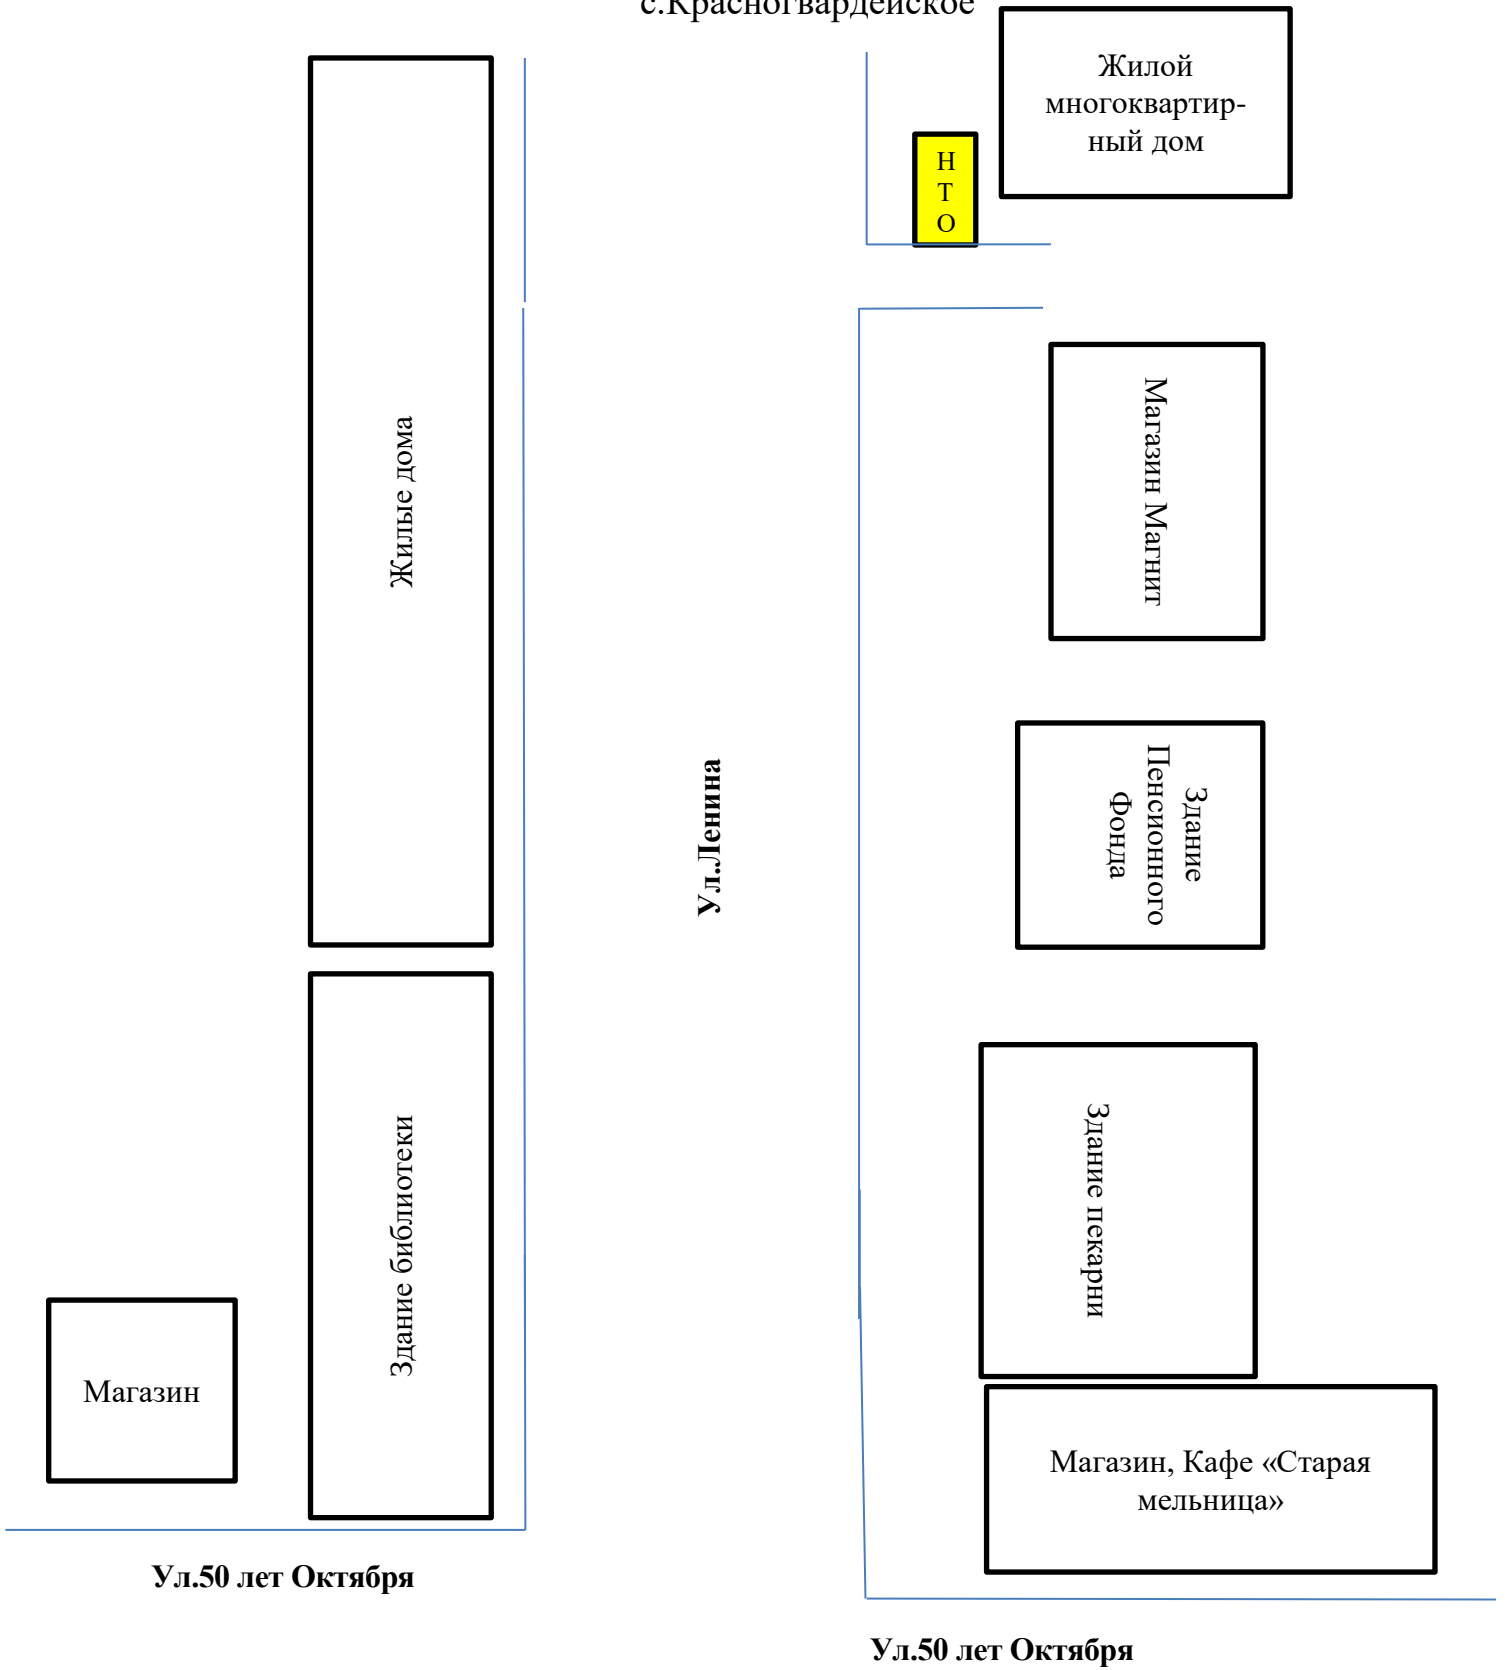 с.Красногвардейское
Жилой
многоквартир-
ный дом
Н
Т
О
Жилые дома
Магазин Магнит
Ул.Ленина
Здание
Пенсионного
Фонда
Здание библиотеки
Здание пекарни
Магазин
Магазин, Кафе «Старая
мельница»
Ул.50 лет Октября
Ул.50 лет Октября